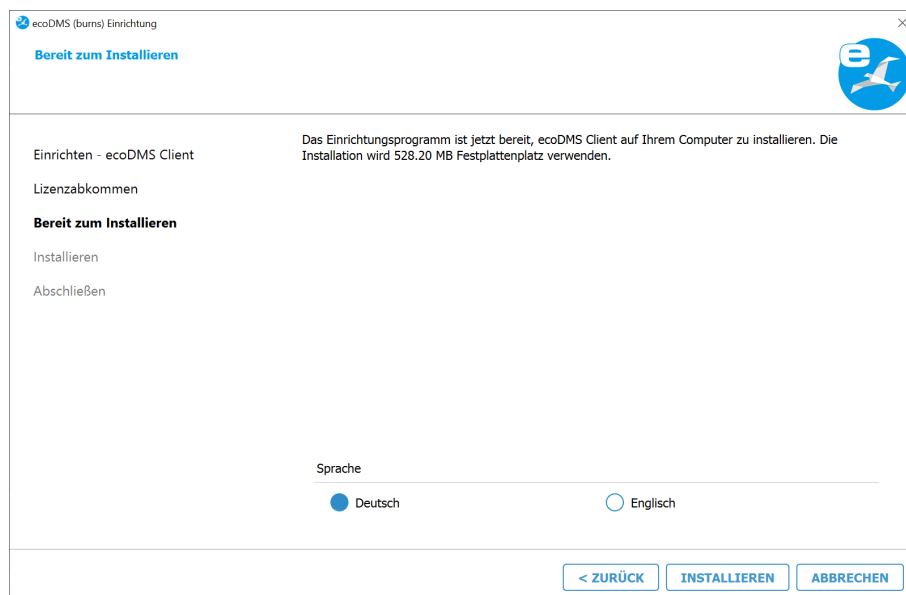 ecoDMS (burns) Einrichtung
Bereit zum Installieren
e
Einrichten - ecoDMS Client
Lizenzabkommen
Bereit zum Installieren
Installieren
Abschließen
Das Einrichtungsprogramm ist jetzt bereit, ecoDMS Client auf Ihrem Computer zu installieren. Die
Installation wird 528.20 MB Festplattenplatz verwenden.
Sprache
Deutsch
Englisch
< ZURÜCK
INSTALLIEREN
ABBRECHEN